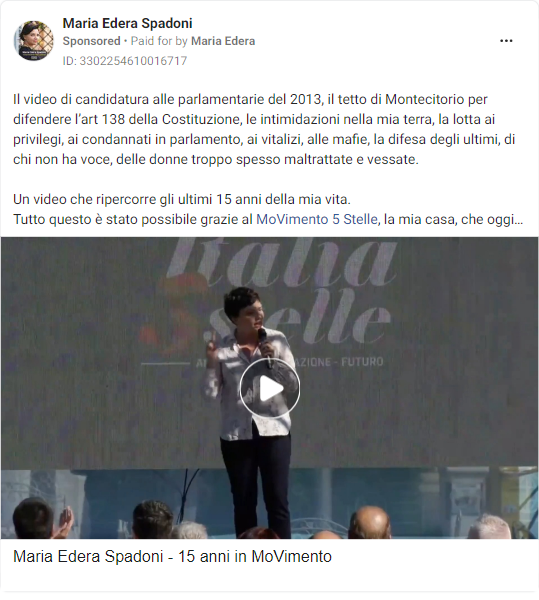 Maria Edera Spadoni
Sponsored • Paid for by Maria Edera
ID: 3302254610016717
Il video di candidatura alle parlamentarie del 2013, il tetto di Montecitorio per
difendere l'art 138 della Costituzione, le intimidazioni nella mia terra, la lotta ai
privilegi, ai condannati in parlamento, ai vitalizi, alle mafie, la difesa degli ultimi, di
chi non ha voce, delle donne troppo spesso maltrattate e vessate.
Un video che ripercorre gli ultimi 15 anni della mia vita.
Tutto questo è stato possibile grazie al MoVimento 5 Stelle, la mia casa, che oggi...
Italia
5 stelle
AZIONE - FUTURO
Maria Edera Spadoni - 15 anni in MoVimento